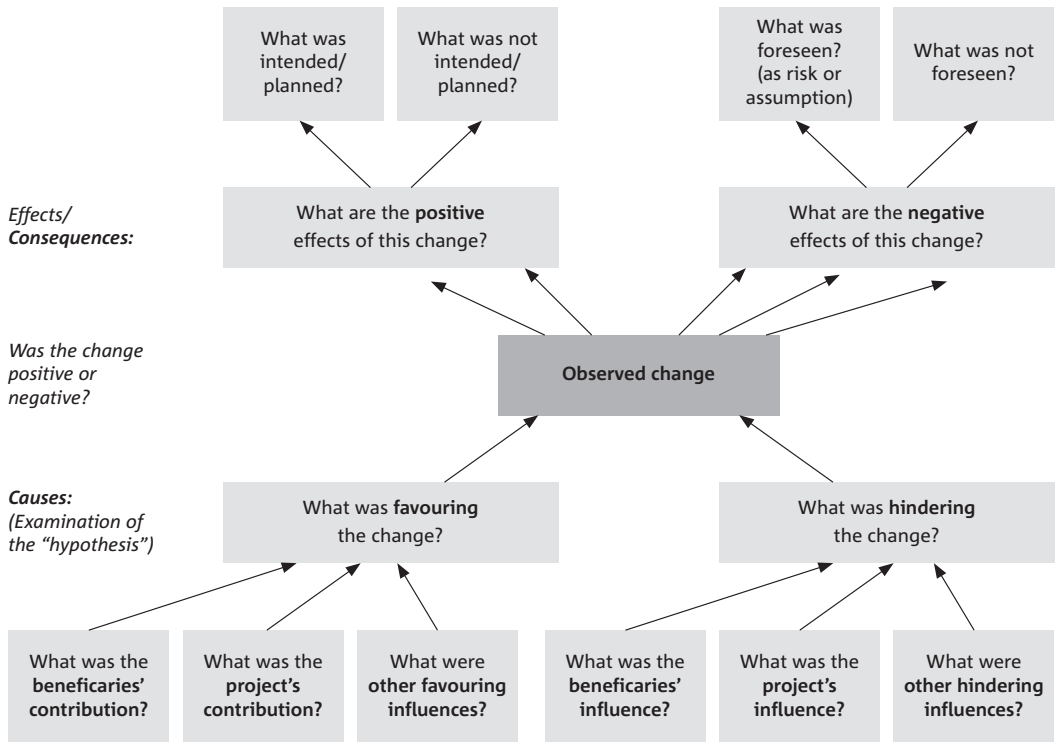 What was
intended/
planned?
What was not
intended/
planned?
What was
foreseen?
(as risk or
assumption)
What was not
foreseen?
Effects/
Consequences:
What are the positive
effects of this change?
What are the negative
effects of this change?
Was the change
positive or
negative?
Observed change
Causes:
(Examination of
the “hypothesis”)
What was favouring
the change?
What was hindering
the change?
What was the
beneficaries’
contribution?
What was the
project’s
contribution?
What were
other favouring
influences?
What was the
beneficaries’
influence?
What was the
project’s
influence?
What were
other hindering
influences?